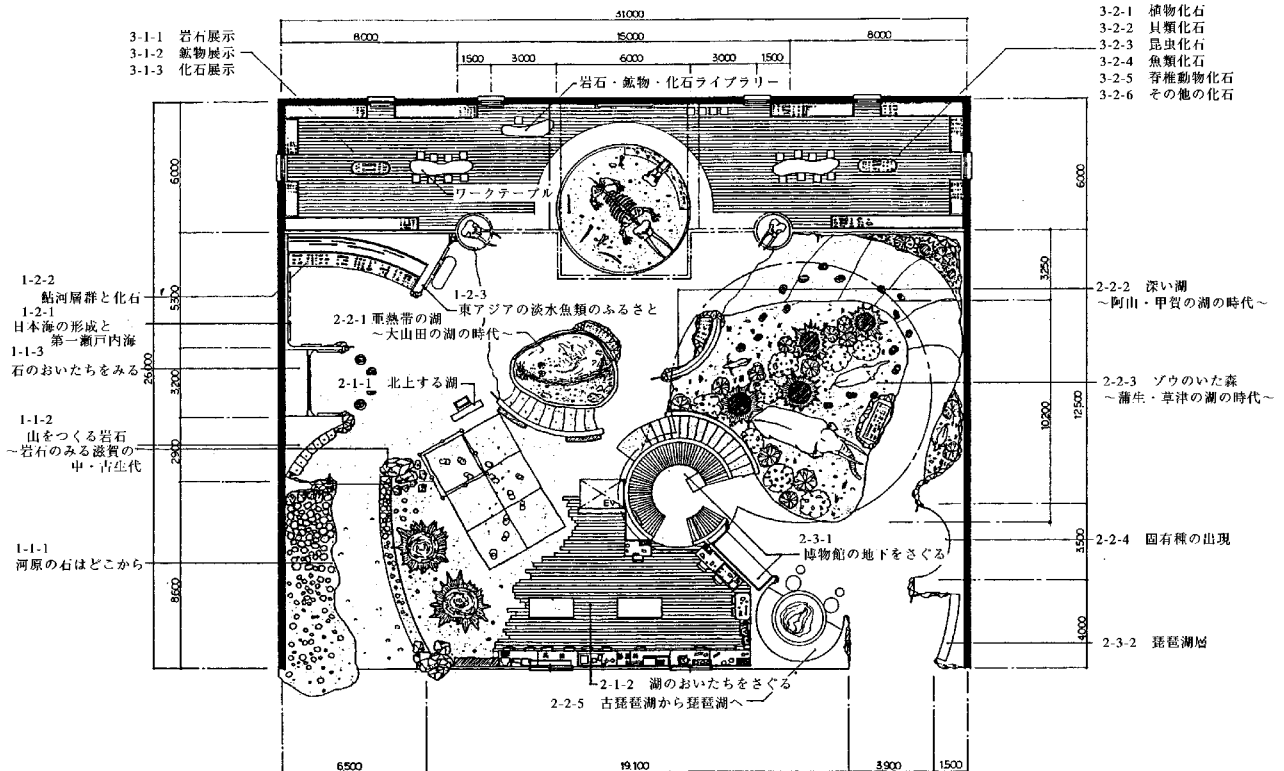 31000
8000
15000
8000
1500
3000
6000
3000
1500
3-1-1 岩石展示
3-1-2 鉱物展示
3-1-3 化石展示
岩石・鉱物・化石ライブラリー
3-2-1 植物化石
3-2-2 貝類化石
3-2-3 昆虫化石
3-2-4 魚類化石
3-2-5 脊椎動物化石
3-2-6 その他の化石
6000
ワークテーブル
6000
1-2-2
鮎河層群と化石
1-2-1
日本海の形成と
第一瀬戸内海
1-1-3
石のおいたちをみる
1-1-2
山をつくる岩石
〜岩石のみる滋賀の
中・古生代
1-1-1
河原の石はどこから
26000
5300
3200
2900
8600
1-2-3
東アジアの淡水魚類のふるさと
2-2-1 亜熱帯の湖
〜大山田の湖の時代〜
2-1-1 北上する湖
EV
2-3-1
博物館の地下をさぐる
2-1-2 湖のおいたちをさぐる
2-2-5 古琵琶湖から琵琶湖へ
3250
10200
12500
3500
4000
2-2-2 深い湖
〜阿山・甲賀の湖の時代〜
2-2-3 ゾウのいた森
〜蒲生・草津の湖の時代〜
2-2-4 固有種の出現
2-3-2 琵琶湖層
6500
19,100
3,900
1500